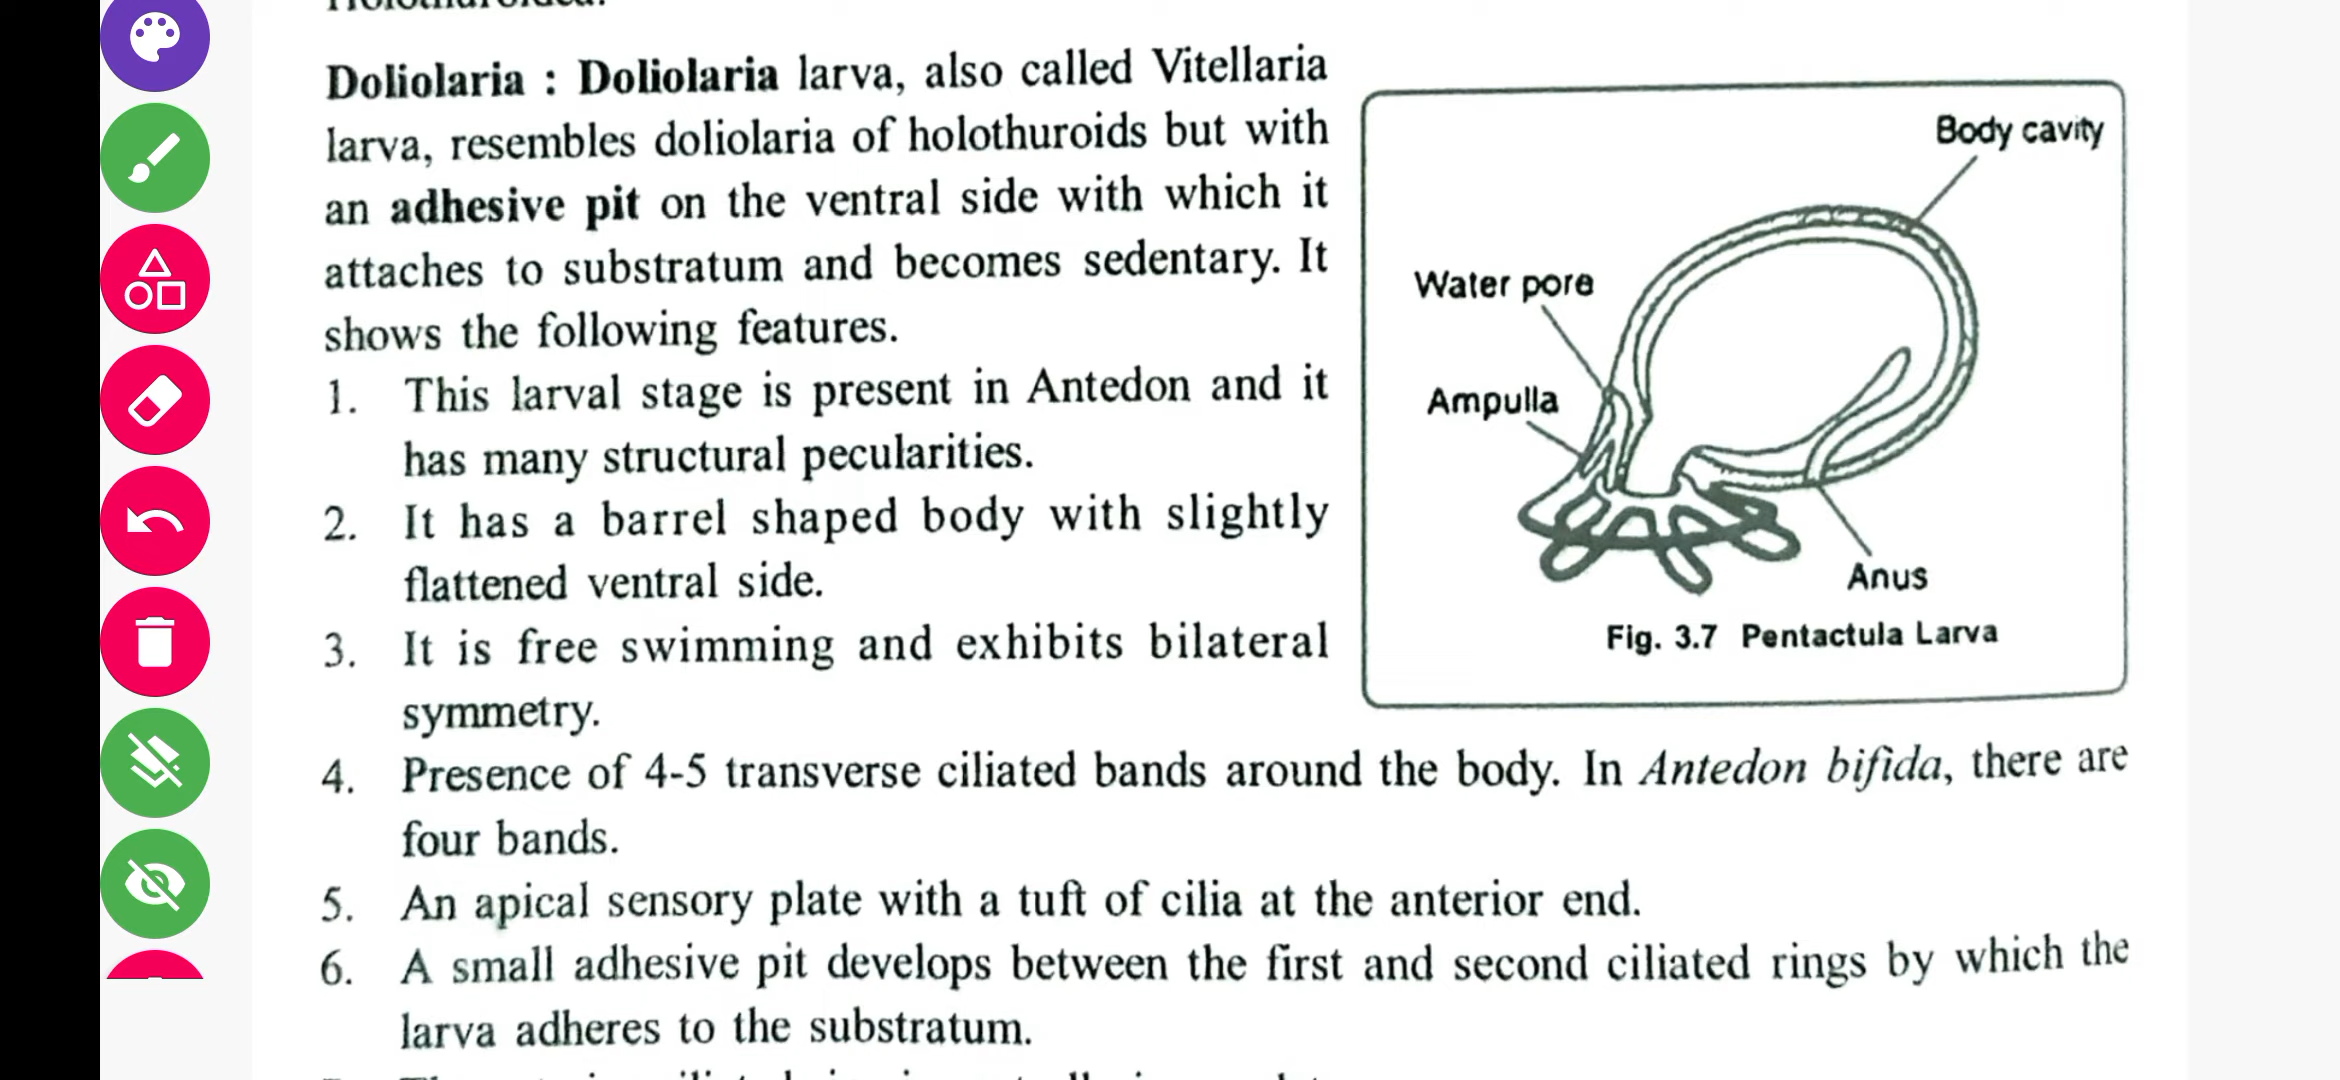 Doliolaria : Doliolaria larva, also called Vitellaria
larva, resembles doliolaria of holothuroids but with
an adhesive pit on the ventral side with which it
attaches to substratum and becomes sedentary. It
shows the following features.
1. This larval stage is present in Antedon and it
has many structural pecularities.
2. It has a barrel shaped body with slightly
flattened ventral side.
3. It is free swimming and exhibits bilateral
symmetry.
Body cavity
Water pore
Ampulla
Anus
Fig. 3.7 Pentactula Larva
4. Presence of 4-5 transverse ciliated bands around the body. In Antedon bifida, there are
four bands.
5. An apical sensory plate with a tuft of cilia at the anterior end.
6. A small adhesive pit develops between the first and second ciliated rings by which the
larva adheres to the substratum.